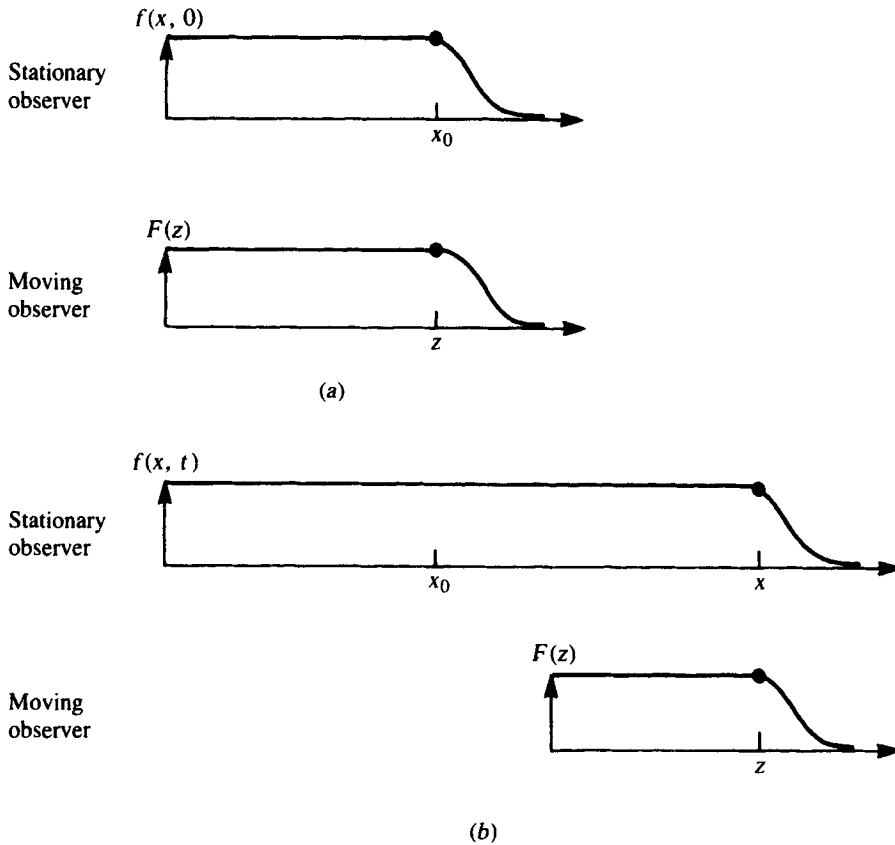 f(x, 0)
Stationary
observer
x₀
F(z)
Moving
observer
z
(a)
f(x, t)
Stationary
observer
x₀ x
F(z)
Moving
observer
z
(b)